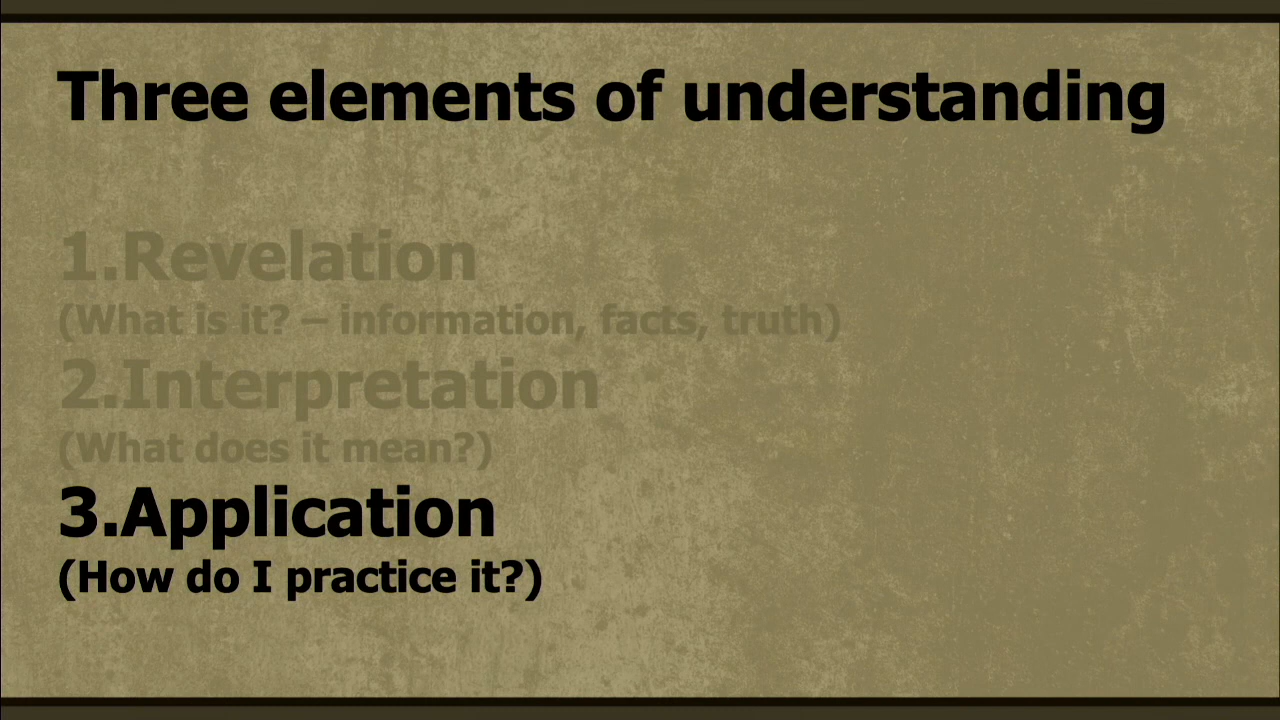 Three elements of understanding
1.Revelation
(What is it? – information, facts, truth)
2.Interpretation
(What does it mean?)
3.Application
(How do I practice it?)